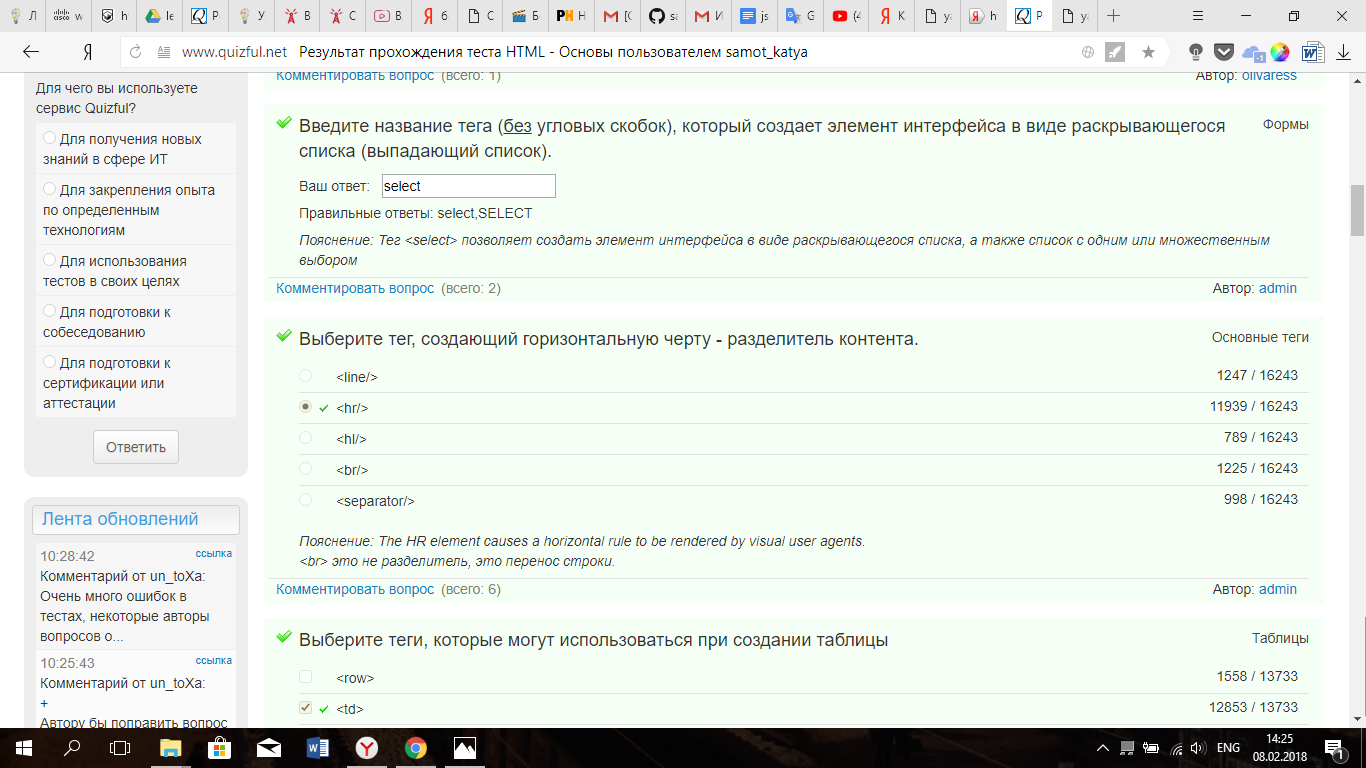 Л
w
h
le
P
У
В
С
В
б
С
Б
Н
[С
sa
И
js
G
(4
К
уа
h
P
уа
www.quizful.net Результат прохождения теста HTML - Основы пользователем samot_katya
Для чего вы используете
сервис Quizful?
Для получения новых
знаний в сфере ИТ
Для закрепления опыта
по определенным
технологиям
Для использования
тестов в своих целях
Для подготовки к
собеседованию
Для подготовки к
сертификации или
аттестации
Ответить
Лента обновлений
10:28:42 ссылка
Комментарий от un_toXa:
Очень много ошибок в
тестах, некоторые авторы
вопросов о...
10:25:43 ссылка
Комментарий от un_toXa:
+
Автору бы поправить вопрос
Комментировать вопрос (всего: 1) Автор: olivaress
Введите название тега (без угловых скобок), который создает элемент интерфейса в виде раскрывающегося Формы
списка (выпадающий список).
Ваш ответ: select
Правильные ответы: select,SELECT
Пояснение: Тег <select> позволяет создать элемент интерфейса в виде раскрывающегося списка, а также список с одним или множественным
выбором
Комментировать вопрос (всего: 2) Автор: admin
Выберите тег, создающий горизонтальную черту - разделитель контента. Основные теги
<line/> 1247 / 16243
<hr/> 11939 / 16243
<hl/> 789 / 16243
<br/> 1225 / 16243
<separator/> 998 / 16243
Пояснение: The HR element causes a horizontal rule to be rendered by visual user agents.
<br> это не разделитель, это перенос строки.
Комментировать вопрос (всего: 6) Автор: admin
Выберите теги, которые могут использоваться при создании таблицы Таблицы
<row> 1558 / 13733
<td> 12853 / 13733
ENG
14:25
08.02.2018
1